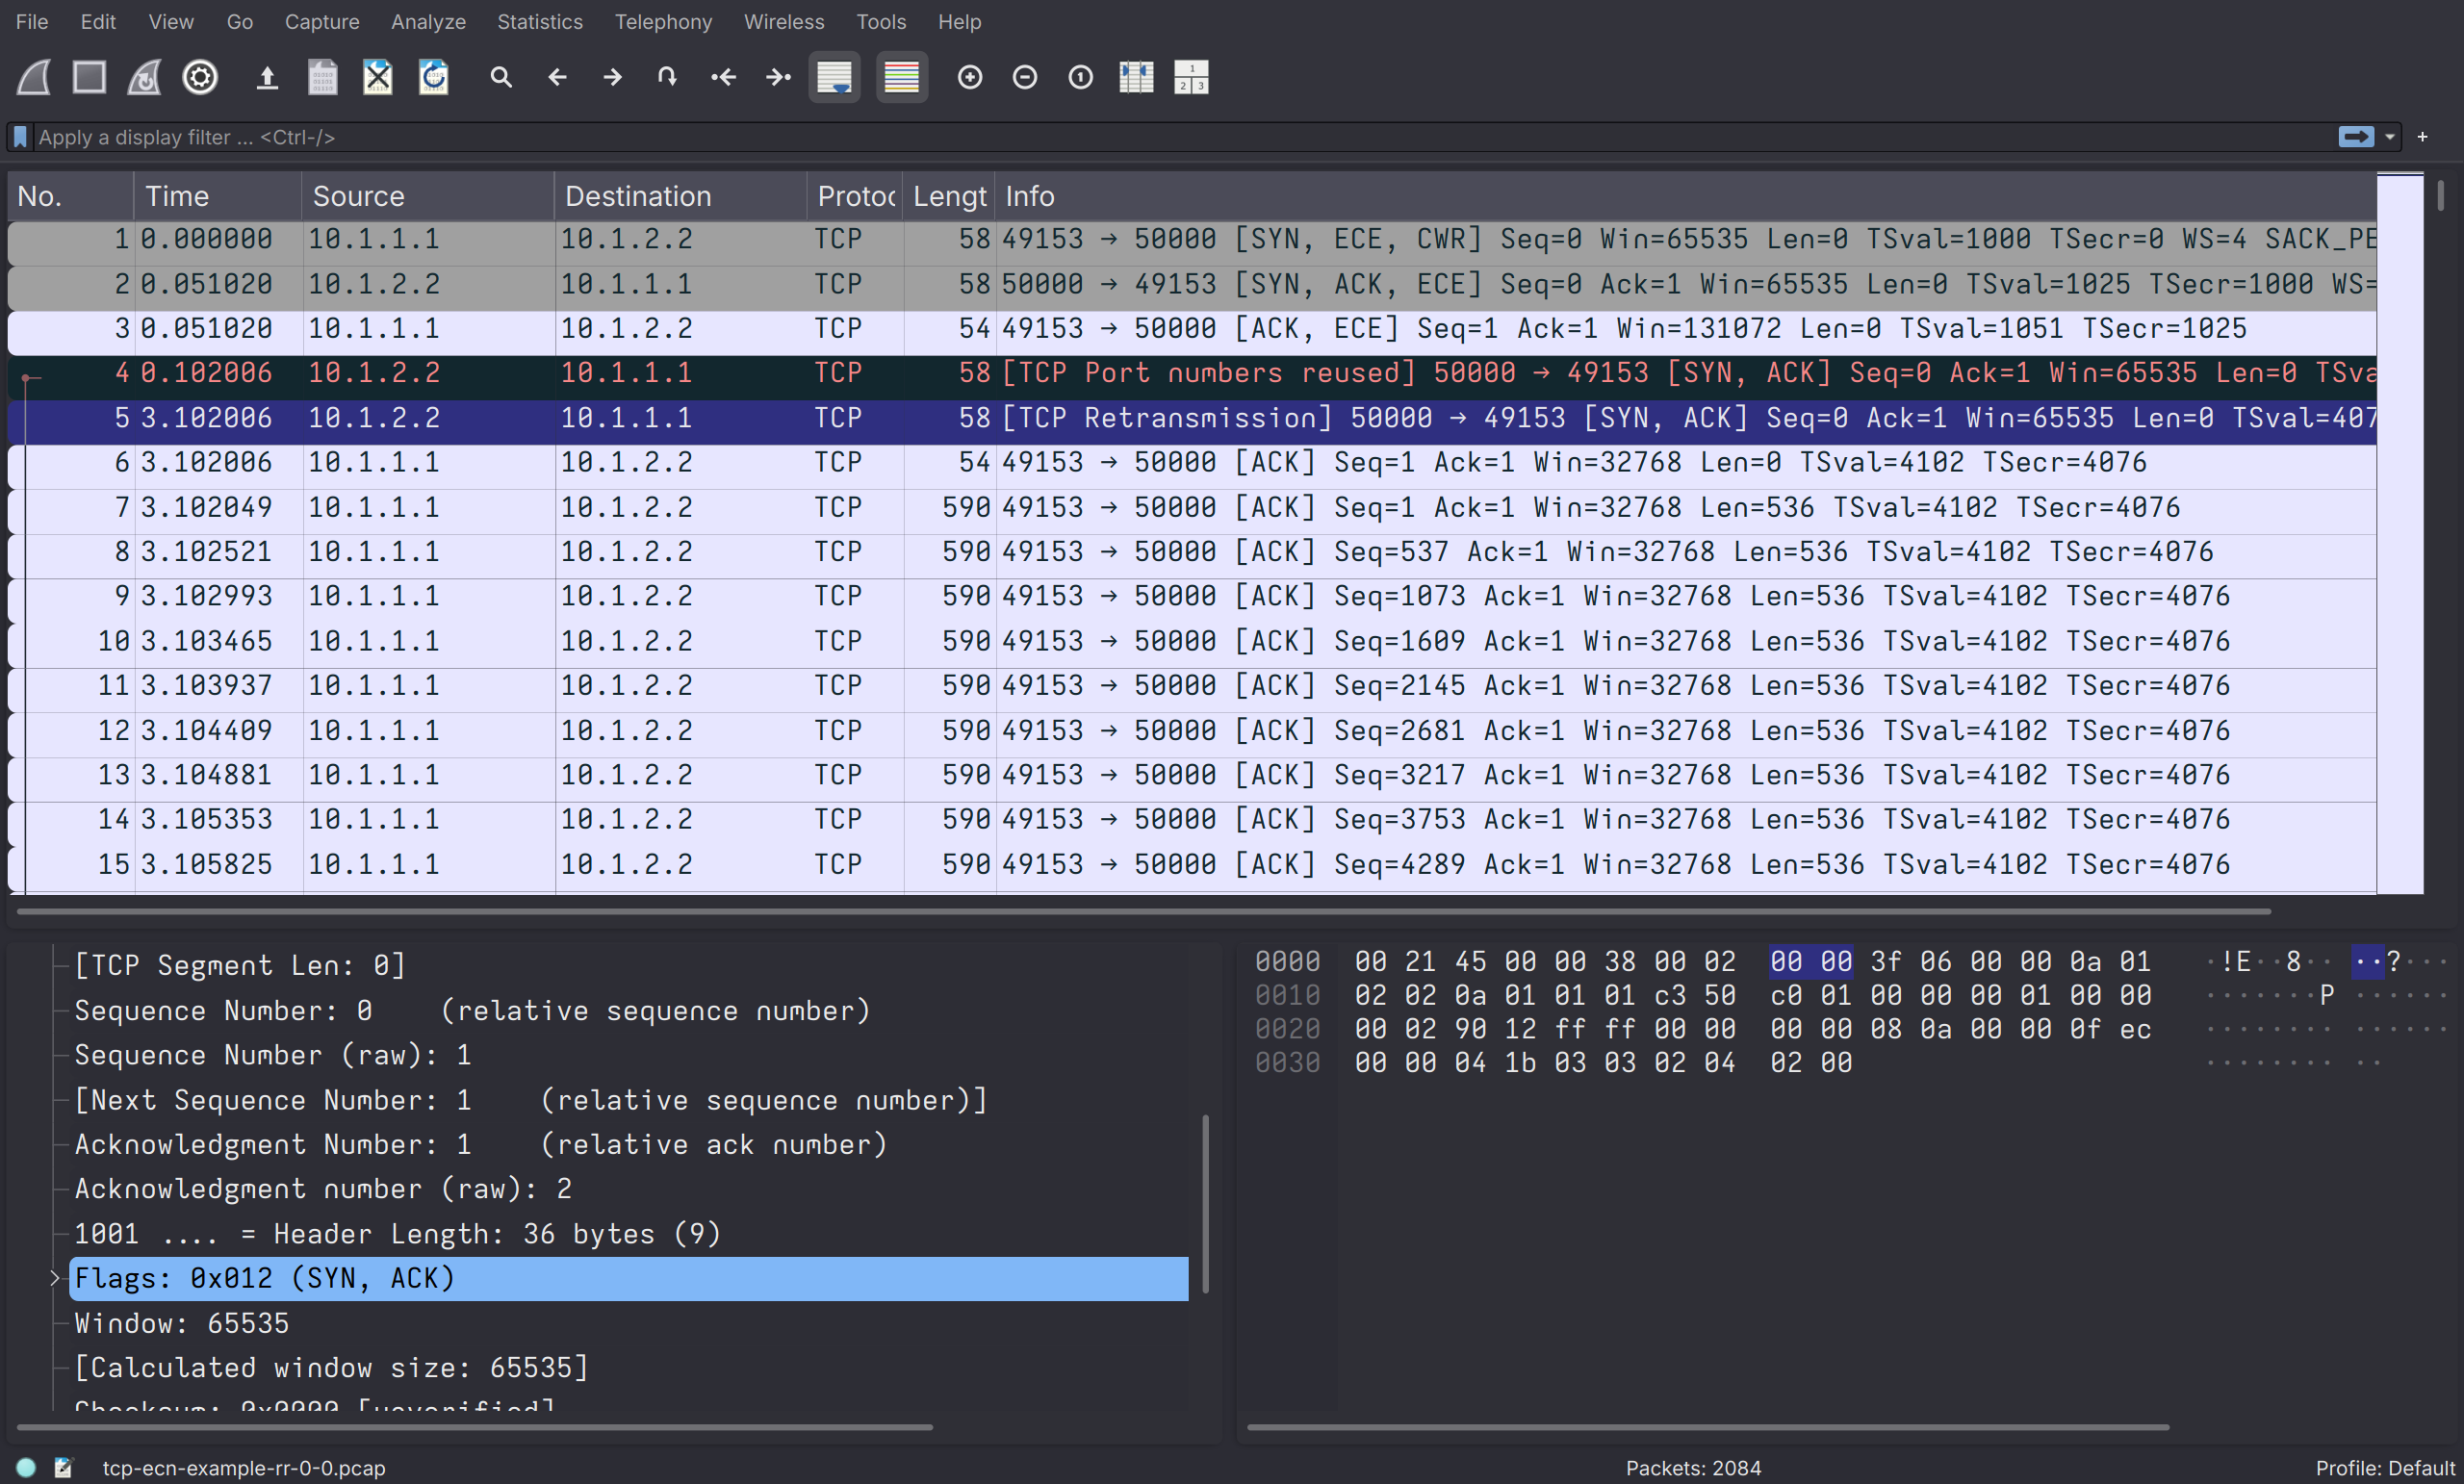 File Edit View Go Capture Analyze Statistics Telephony Wireless Tools Help
Apply a display filter ... <Ctrl-/>
No. Time Source Destination Protoc Lengt Info
1 0.000000 10.1.1.1 10.1.2.2 TCP 58 49153 → 50000 [SYN, ECE, CWR] Seq=0 Win=65535 Len=0 TSval=1000 TSecr=0 WS=4 SACK_PE
2 0.051020 10.1.2.2 10.1.1.1 TCP 58 50000 → 49153 [SYN, ACK, ECE] Seq=0 Ack=1 Win=65535 Len=0 TSval=1025 TSecr=1000 WS=
3 0.051020 10.1.1.1 10.1.2.2 TCP 54 49153 → 50000 [ACK, ECE] Seq=1 Ack=1 Win=131072 Len=0 TSval=1051 TSecr=1025
4 0.102006 10.1.2.2 10.1.1.1 TCP 58 [TCP Port numbers reused] 50000 → 49153 [SYN, ACK] Seq=0 Ack=1 Win=65535 Len=0 TSva
5 3.102006 10.1.2.2 10.1.1.1 TCP 58 [TCP Retransmission] 50000 → 49153 [SYN, ACK] Seq=0 Ack=1 Win=65535 Len=0 TSval=407
6 3.102006 10.1.1.1 10.1.2.2 TCP 54 49153 → 50000 [ACK] Seq=1 Ack=1 Win=32768 Len=0 TSval=4102 TSecr=4076
7 3.102049 10.1.1.1 10.1.2.2 TCP 590 49153 → 50000 [ACK] Seq=1 Ack=1 Win=32768 Len=536 TSval=4102 TSecr=4076
8 3.102521 10.1.1.1 10.1.2.2 TCP 590 49153 → 50000 [ACK] Seq=537 Ack=1 Win=32768 Len=536 TSval=4102 TSecr=4076
9 3.102993 10.1.1.1 10.1.2.2 TCP 590 49153 → 50000 [ACK] Seq=1073 Ack=1 Win=32768 Len=536 TSval=4102 TSecr=4076
10 3.103465 10.1.1.1 10.1.2.2 TCP 590 49153 → 50000 [ACK] Seq=1609 Ack=1 Win=32768 Len=536 TSval=4102 TSecr=4076
11 3.103937 10.1.1.1 10.1.2.2 TCP 590 49153 → 50000 [ACK] Seq=2145 Ack=1 Win=32768 Len=536 TSval=4102 TSecr=4076
12 3.104409 10.1.1.1 10.1.2.2 TCP 590 49153 → 50000 [ACK] Seq=2681 Ack=1 Win=32768 Len=536 TSval=4102 TSecr=4076
13 3.104881 10.1.1.1 10.1.2.2 TCP 590 49153 → 50000 [ACK] Seq=3217 Ack=1 Win=32768 Len=536 TSval=4102 TSecr=4076
14 3.105353 10.1.1.1 10.1.2.2 TCP 590 49153 → 50000 [ACK] Seq=3753 Ack=1 Win=32768 Len=536 TSval=4102 TSecr=4076
15 3.105825 10.1.1.1 10.1.2.2 TCP 590 49153 → 50000 [ACK] Seq=4289 Ack=1 Win=32768 Len=536 TSval=4102 TSecr=4076
[TCP Segment Len: 0]
Sequence Number: 0 (relative sequence number)
Sequence Number (raw): 1
[Next Sequence Number: 1 (relative sequence number)]
Acknowledgment Number: 1 (relative ack number)
Acknowledgment number (raw): 2
1001 .... = Header Length: 36 bytes (9)
Flags: 0x012 (SYN, ACK)
Window: 65535
[Calculated window size: 65535]
Checksum: 0x0000 [unverified]
0000 00 21 45 00 00 38 00 02 00 00 3f 06 00 00 0a 01 ·!E··8·· ··?···
0010 02 02 0a 01 01 01 c3 50 c0 01 00 00 00 01 00 00 ·······P ······
0020 00 02 90 12 ff ff 00 00 00 00 08 0a 00 00 0f ec ········ ······
0030 00 00 04 1b 03 03 02 04 02 00 ········ ··
tcp-ecn-example-rr-0-0.pcap
Packets: 2084
Profile: Default